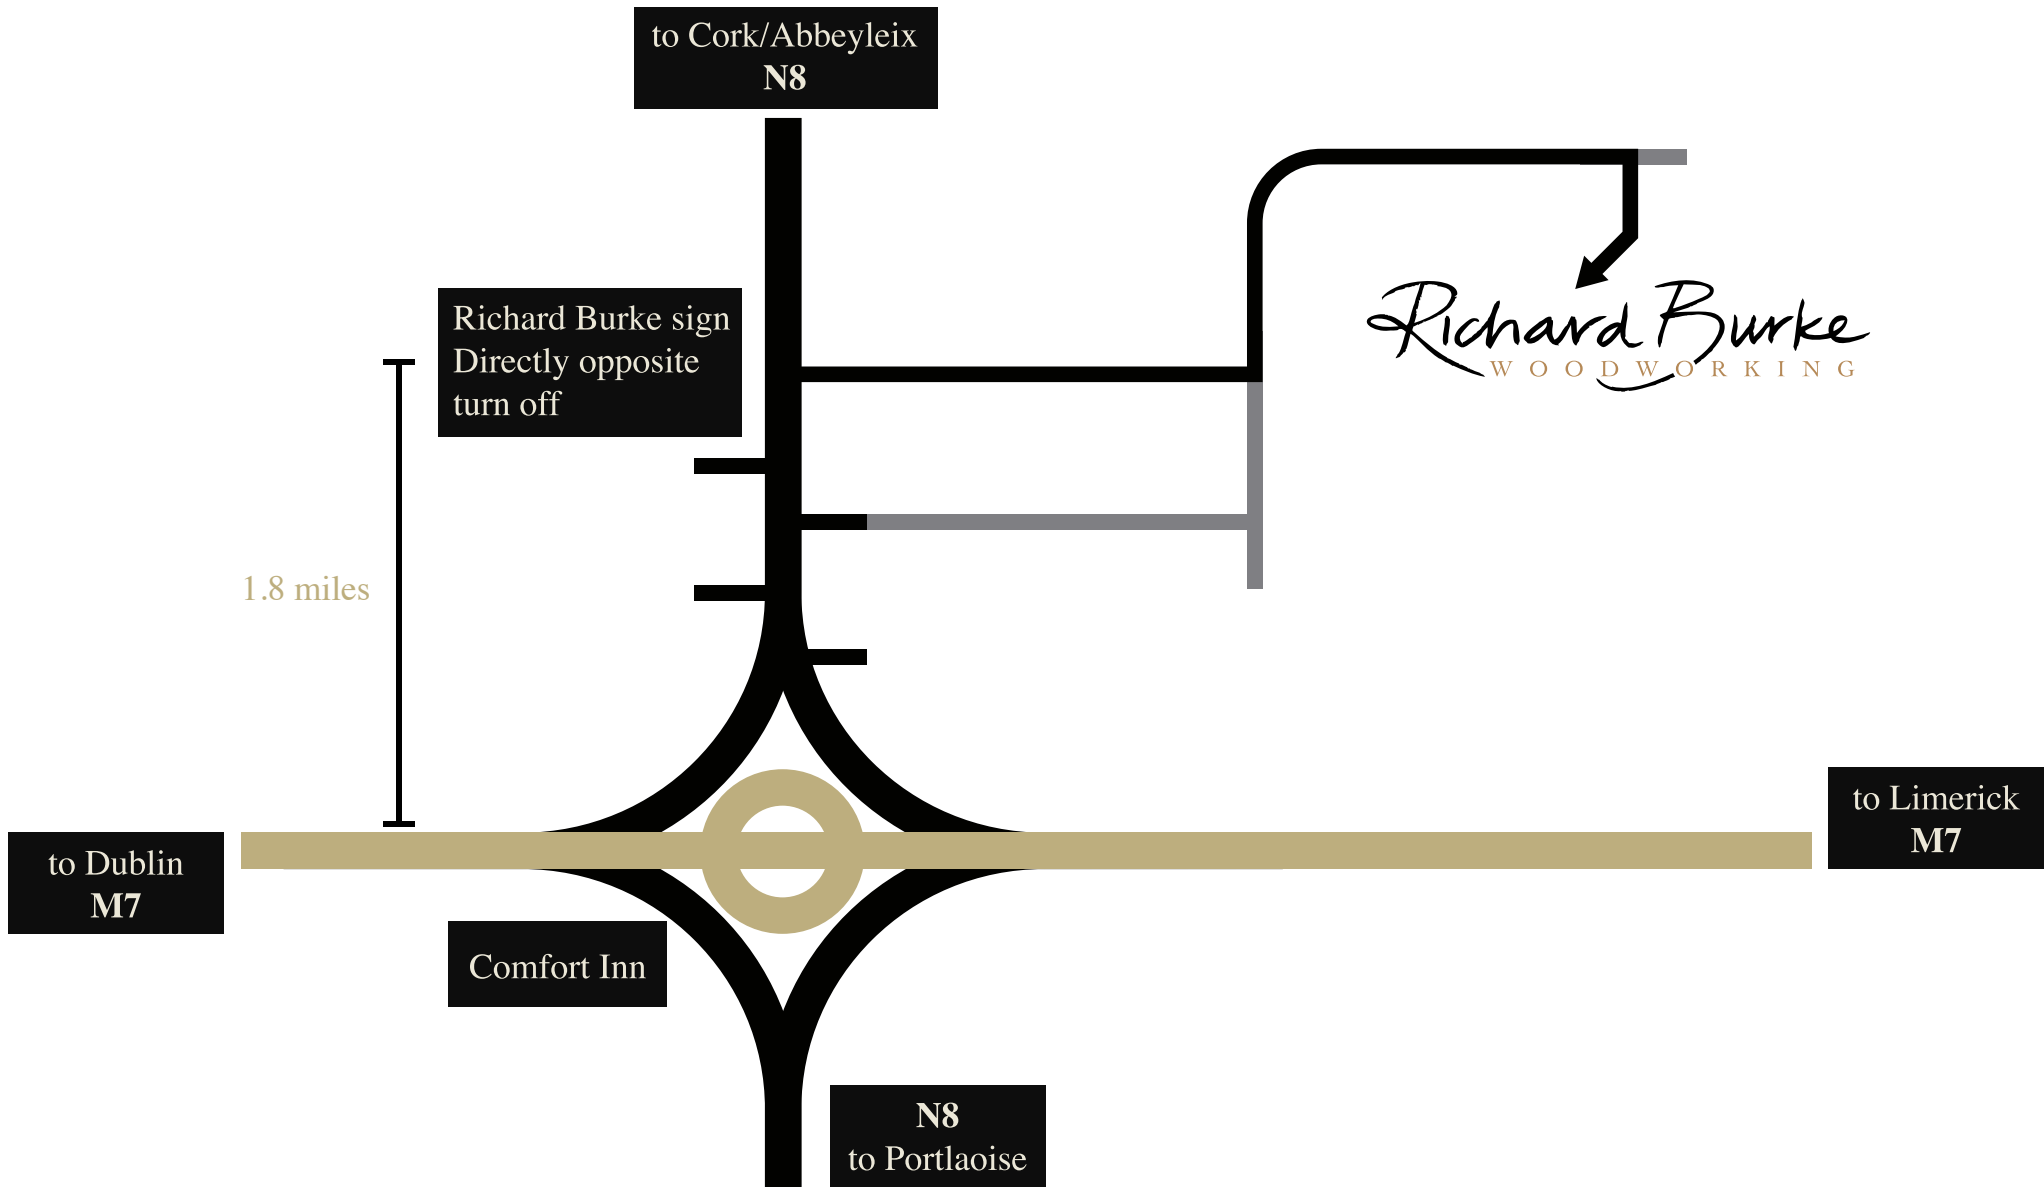 to Cork/Abbeyleix
N8
Richard Burke sign
Directly opposite
turn off
Richard Burke
WOODWORKING
1.8 miles
to Limerick
M7
to Dublin
M7
Comfort Inn
N8
to Portlaoise